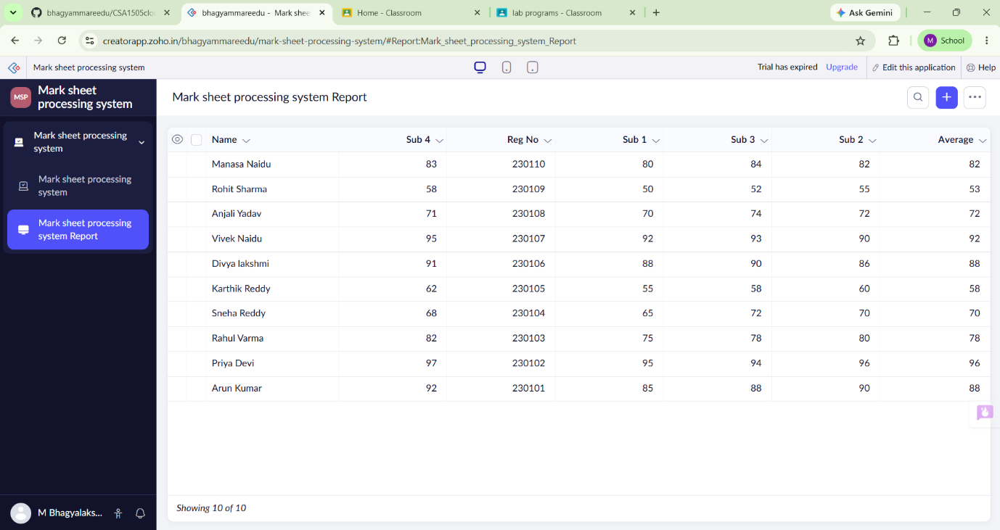 bhagyammareedu/CSA1505clou
bhagyammareedu - Mark shee
Home - Classroom
lab programs - Classroom
Ask Gemini
creatorapp.zoho.in/bhagyammareedu/mark-sheet-processing-system/#Report:Mark_sheet_processing_system_Report
M School
Mark sheet processing system
Trial has expired Upgrade
Edit this application
Help
MSP
Mark sheet
processing system
Mark sheet processing
system
Mark sheet processing
system
Mark sheet processing
system Report
M Bhagyalaks...
Mark sheet processing system Report
Name Sub 4 Reg No Sub 1 Sub 3 Sub 2 Average
Manasa Naidu 83 230110 80 84 82 82
Rohit Sharma 58 230109 50 52 55 53
Anjali Yadav 71 230108 70 74 72 72
Vivek Naidu 95 230107 92 93 90 92
Divya lakshmi 91 230106 88 90 86 88
Karthik Reddy 62 230105 55 58 60 58
Sneha Reddy 68 230104 65 72 70 70
Rahul Varma 82 230103 75 78 80 78
Priya Devi 97 230102 95 94 96 96
Arun Kumar 92 230101 85 88 90 88
Showing 10 of 10